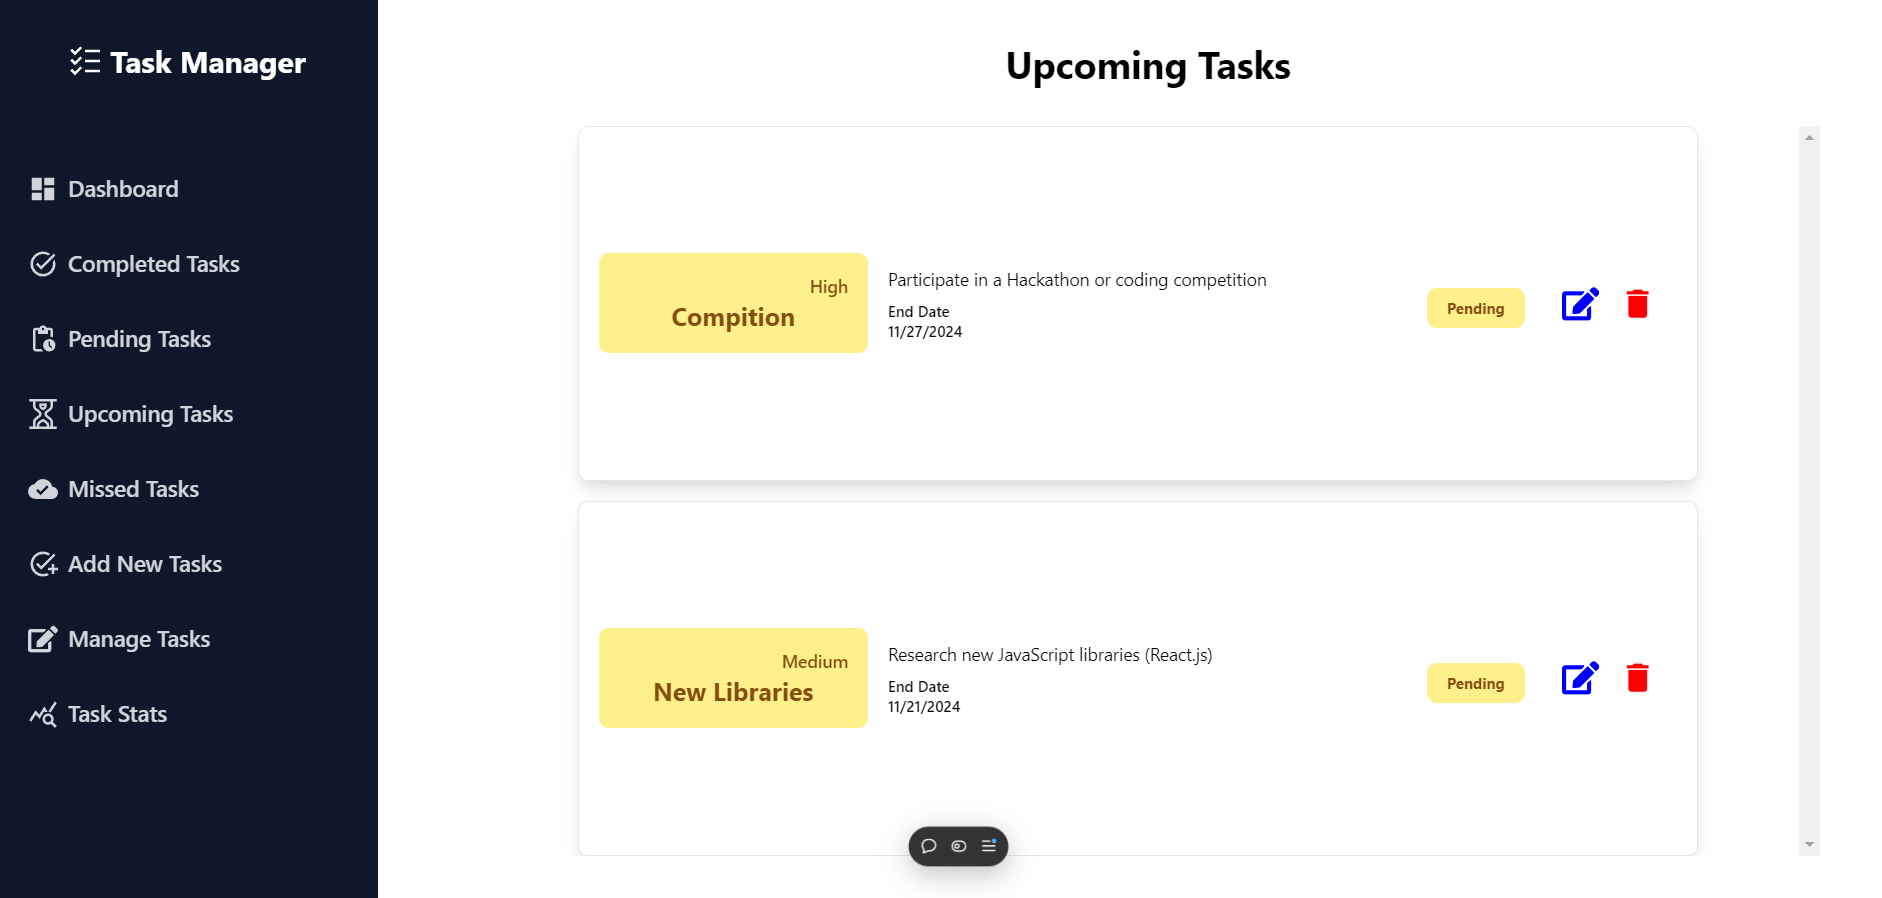 Task Manager
Dashboard
Completed Tasks
Pending Tasks
Upcoming Tasks
Missed Tasks
Add New Tasks
Manage Tasks
Task Stats
Upcoming Tasks
High
Compition
Participate in a Hackathon or coding competition
End Date
11/27/2024
Pending
Medium
New Libraries
Research new JavaScript libraries (React.js)
End Date
11/21/2024
Pending